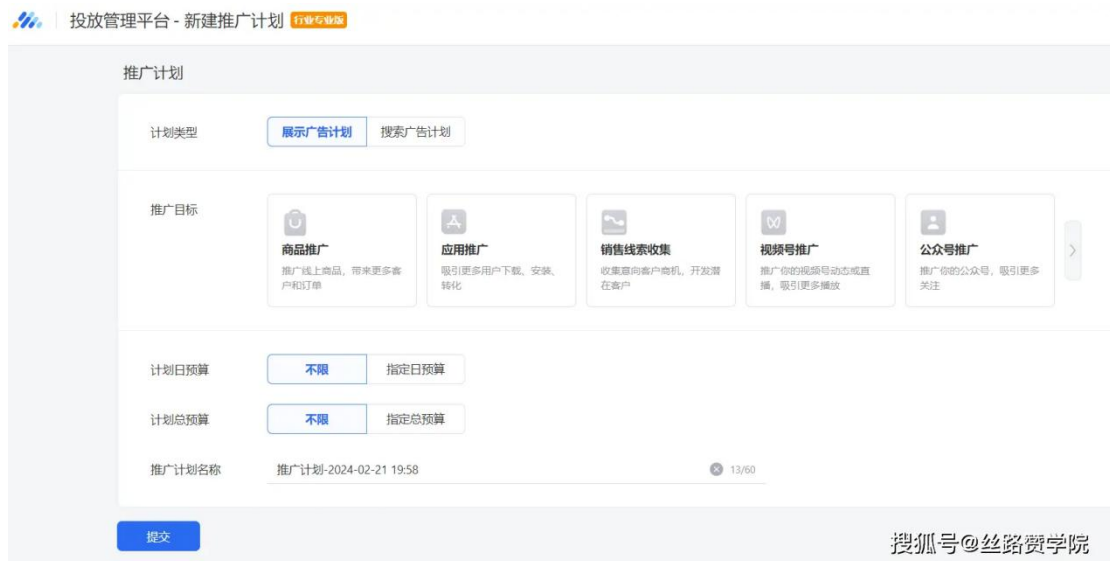 投放管理平台 - 新建推广计划 行业专业版
推广计划
计划类型 展示广告计划 搜索广告计划
推广目标
商品推广 应用推广 销售线索收集 视频号推广 公众号推广
推广线上商品，带来更多客 吸引更多用户下载、安装、 收集意向客户商机，开发潜 推广你的视频号动态或直 推广你的公众号，吸引更多
户和订单 转化 在客户 播，吸引更多播放 关注
计划日预算 不限 指定日预算
计划总预算 不限 指定总预算
推广计划名称 推广计划-2024-02-21 19:58 13/60
提交
搜狐号@丝路赞学院